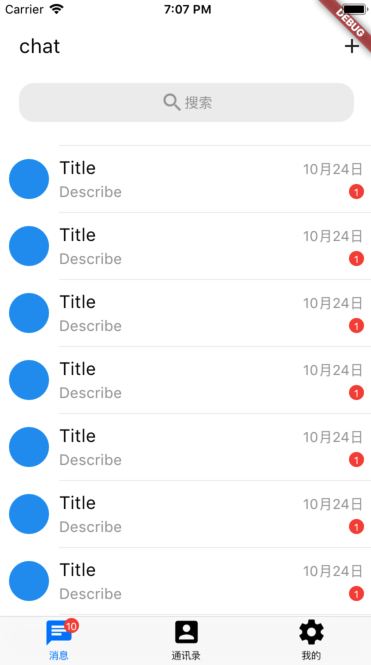 Carrier 7:07 PM
DEBUG
chat
搜索
Title 10月24日
Describe 1
Title 10月24日
Describe 1
Title 10月24日
Describe 1
Title 10月24日
Describe 1
Title 10月24日
Describe 1
Title 10月24日
Describe 1
Title 10月24日
Describe 1
10
消息 通讯录 我的